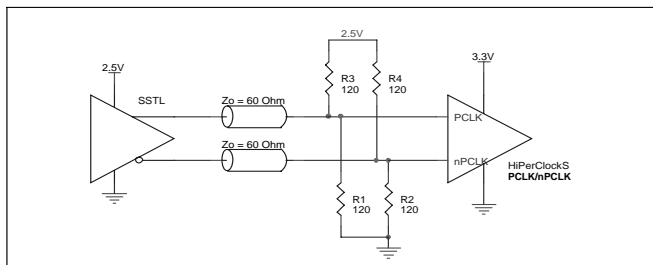 2.5V
2.5V
SSTL
Zo = 60 Ohm
R3
120
R4
120
3.3V
PCLK
Zo = 60 Ohm
nPCLK
HiPerClockS
PCLK/nPCLK
R1
120
R2
120